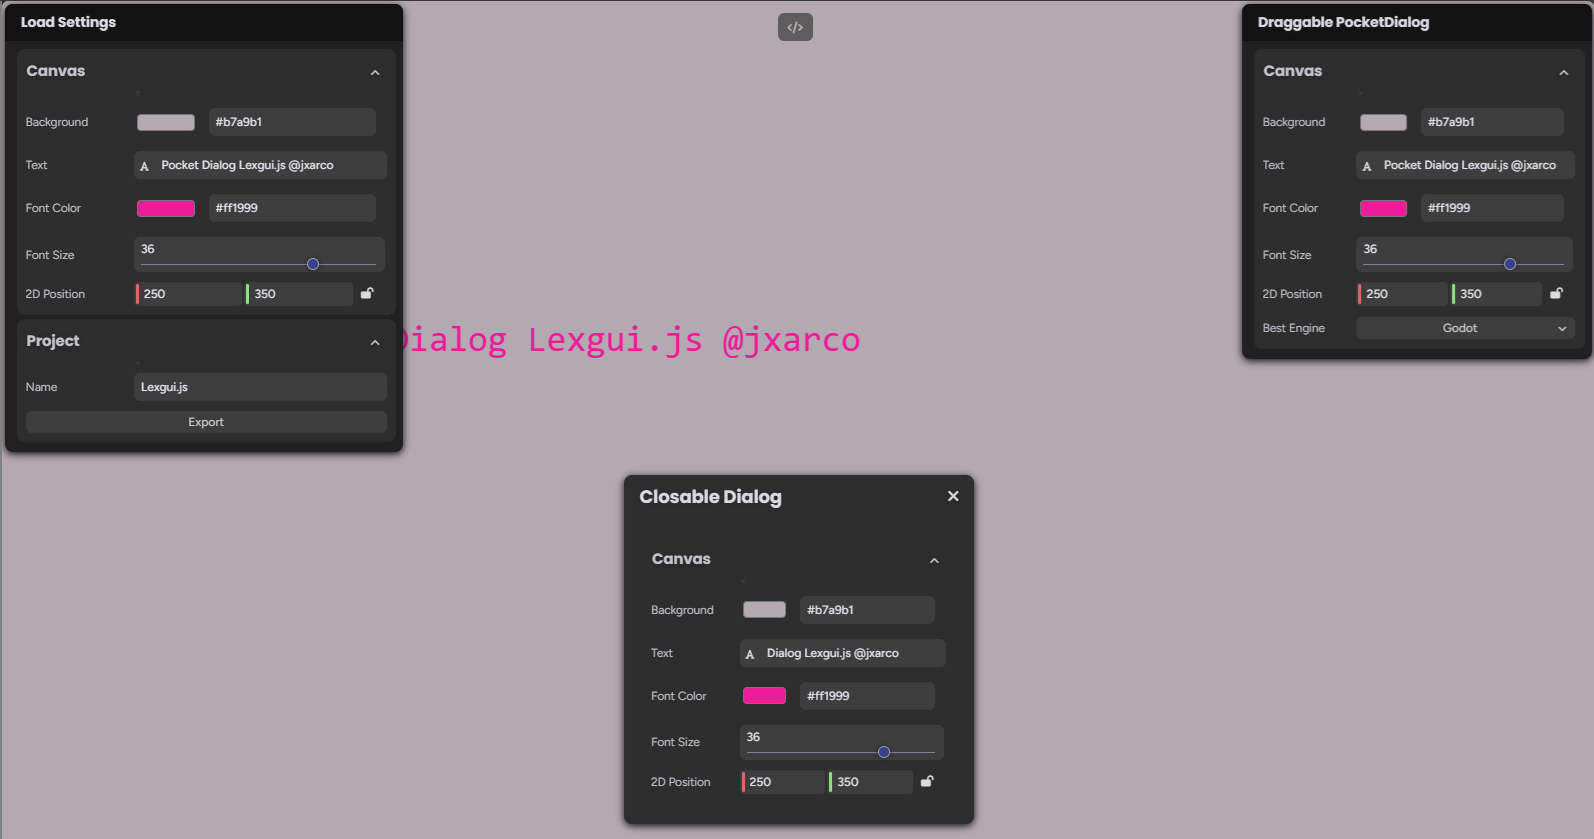 Load Settings
Canvas
Background #b7a9b1
Text A Pocket Dialog Lexgui.js @jxarco
Font Color #ff1999
Font Size 36
2D Position 250 350
Project
Name Lexgui.js
Export
</>
Dialog Lexgui.js @jxarco
Draggable PocketDialog
Canvas
Background #b7a9b1
Text A Pocket Dialog Lexgui.js @jxarco
Font Color #ff1999
Font Size 36
2D Position 250 350
Best Engine Godot
Closable Dialog
Canvas
Background #b7a9b1
Text A Dialog Lexgui.js @jxarco
Font Color #ff1999
Font Size 36
2D Position 250 350